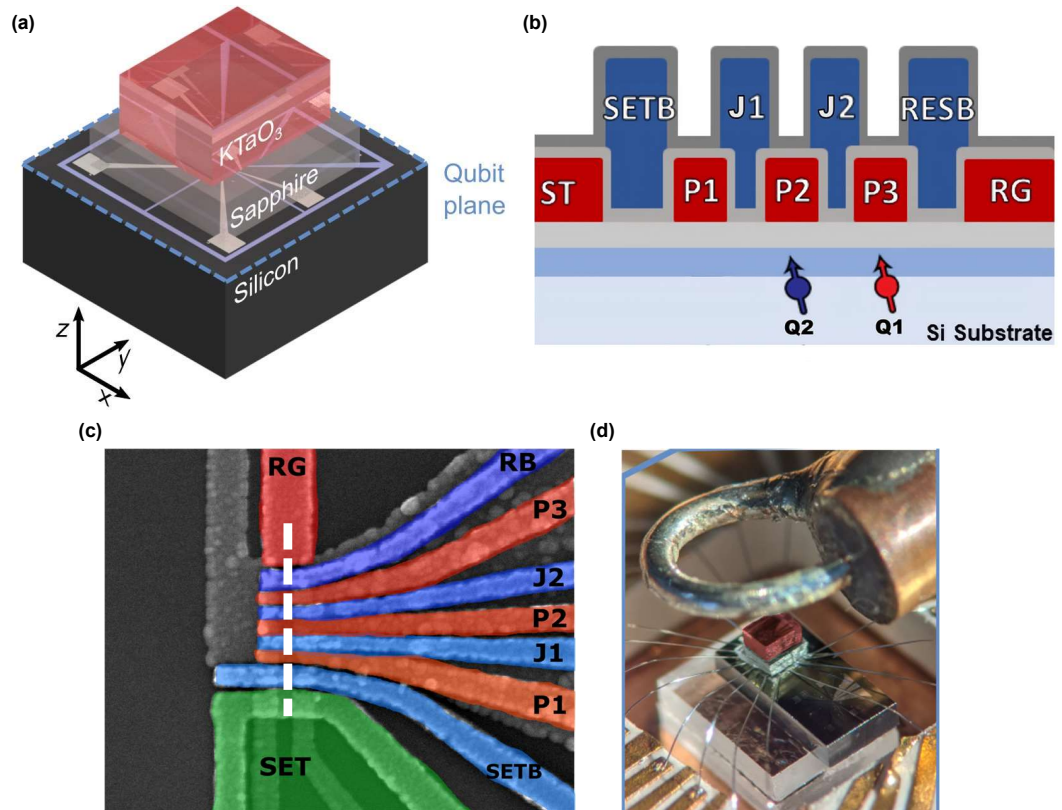 (a)
KTaO3
Sapphire
Silicon
Qubit
plane
z
y
x
(b)
SETB
J1
J2
RESB
ST
P1
P2
P3
RG
Q2
Q1
Si Substrate
(c)
RG
RB
P3
J2
P2
J1
P1
SET
SETB
(d)